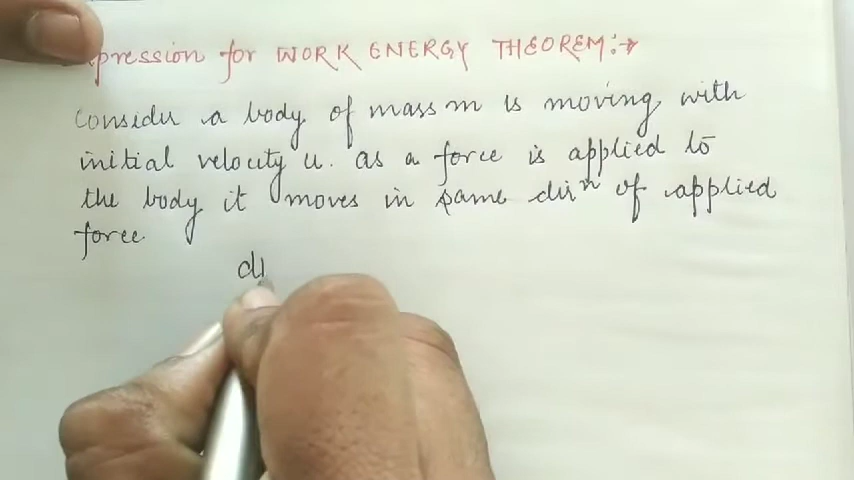 pression for WORK ENERGY THEOREM:→
Consider a body of mass m is moving with
initial velocity u. as a force is applied to
the body it moves in same dirⁿ of applied
force.